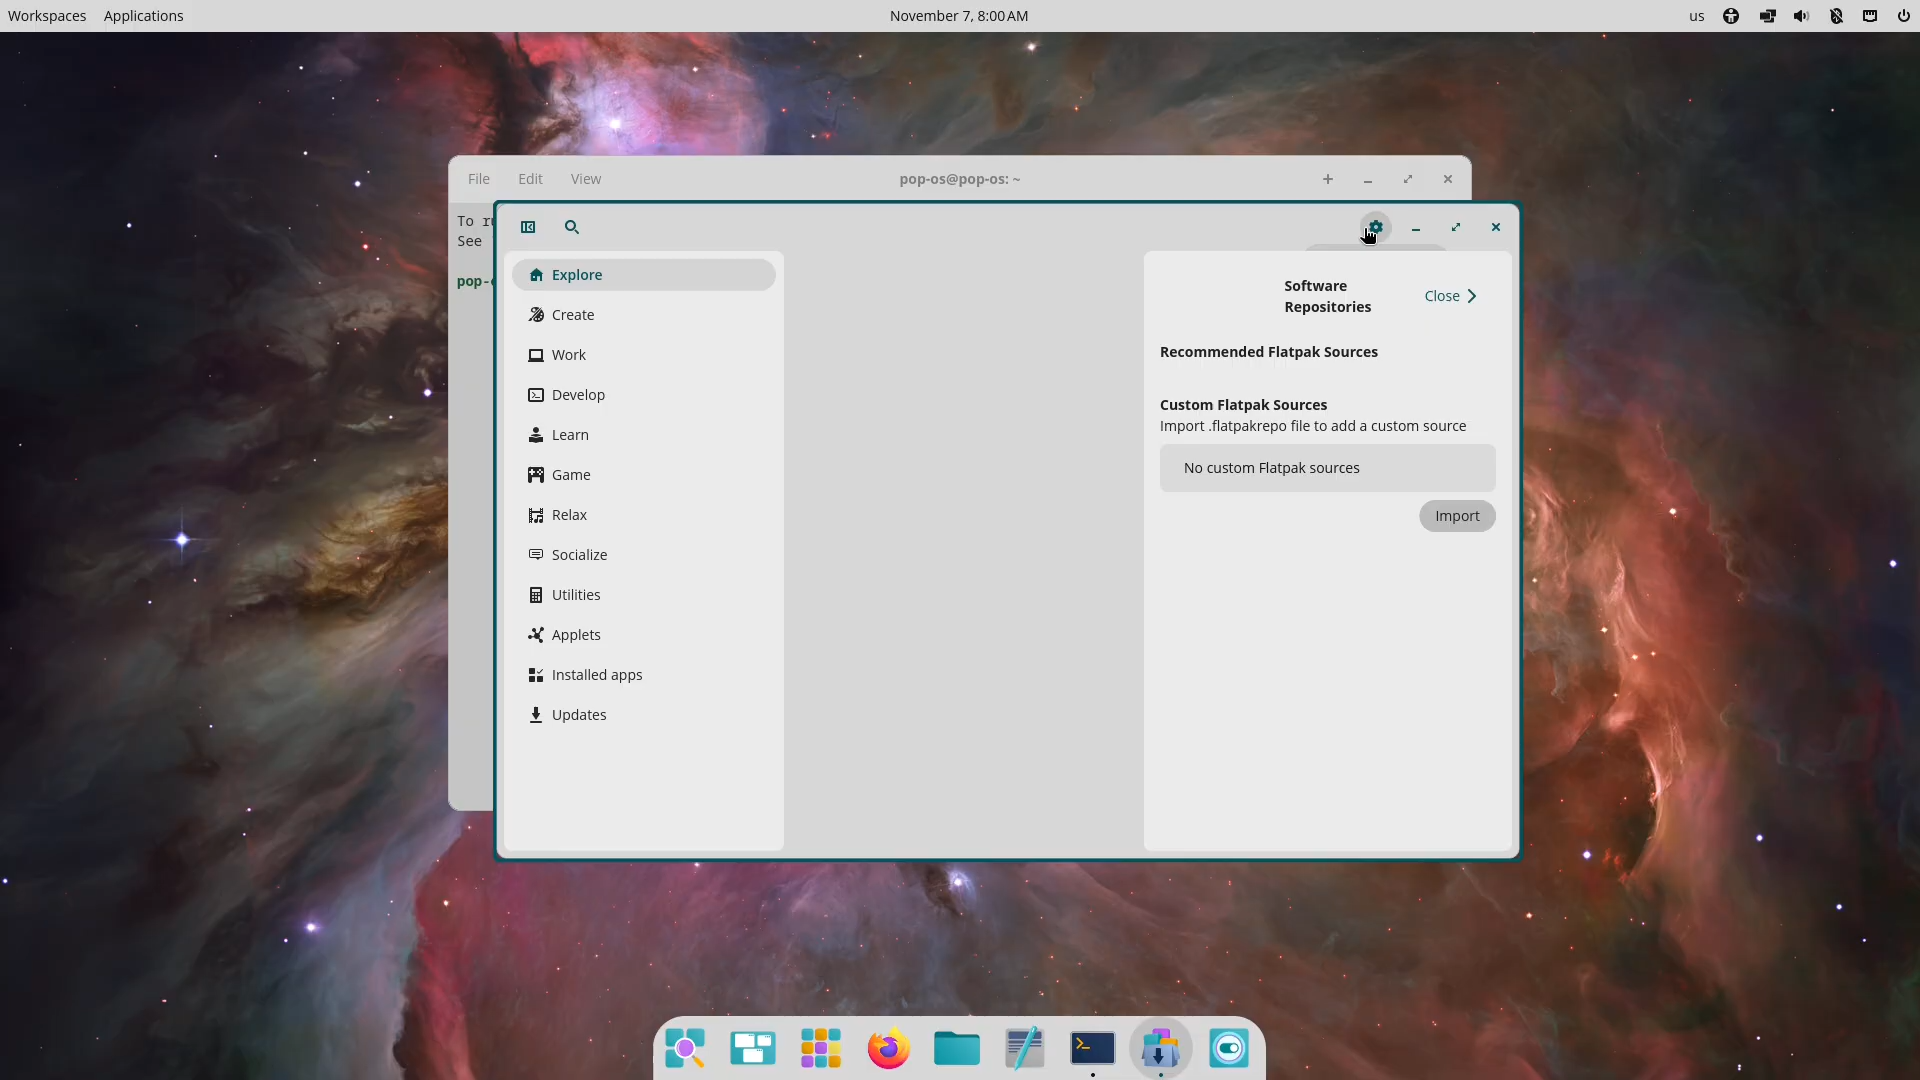 Workspaces Applications November 7, 8:00 AM us
File Edit View pop-os@pop-os: ~
To
See
pop-
Explore
Create
Work
Develop
Learn
Game
Relax
Socialize
Utilities
Applets
Installed apps
Updates
Software
Repositories
Close
Recommended Flatpak Sources
Custom Flatpak Sources
Import .flatpakrepo file to add a custom source
No custom Flatpak sources
Import